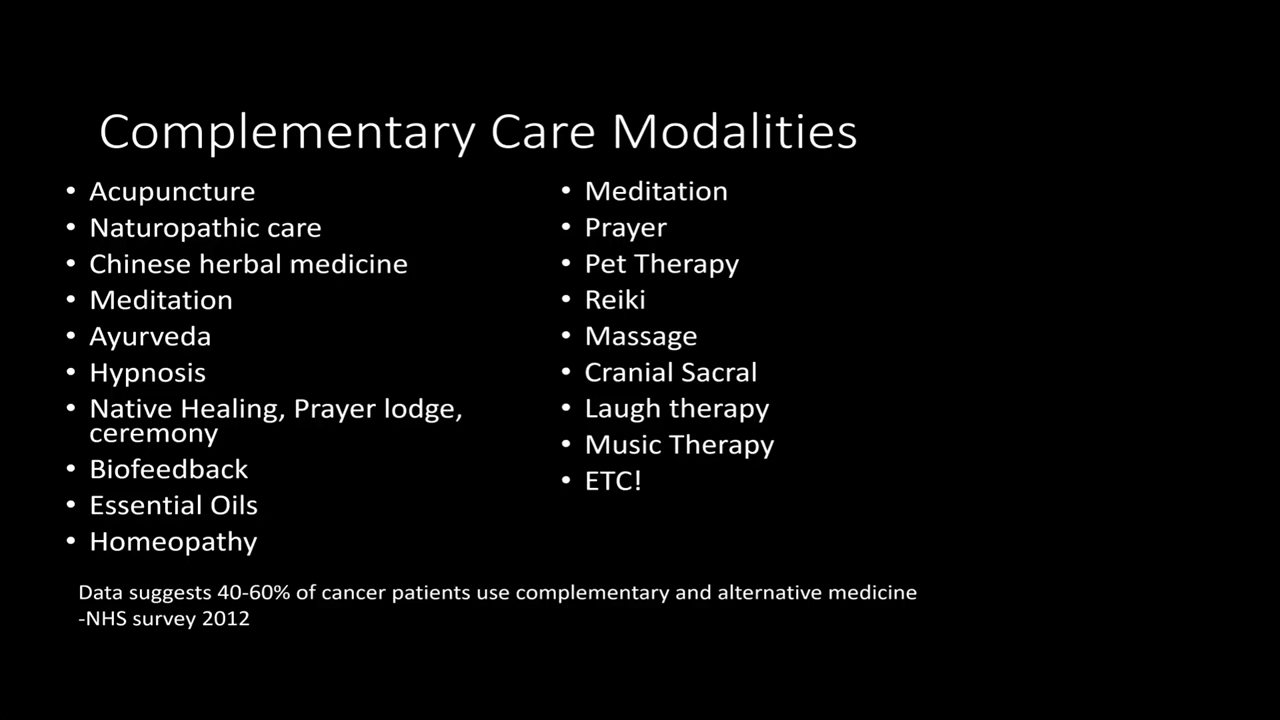 Complementary Care Modalities
• Acupuncture
• Naturopathic care
• Chinese herbal medicine
• Meditation
• Ayurveda
• Hypnosis
• Native Healing, Prayer lodge,
ceremony
• Biofeedback
• Essential Oils
• Homeopathy
• Meditation
• Prayer
• Pet Therapy
• Reiki
• Massage
• Cranial Sacral
• Laugh therapy
• Music Therapy
• ETC!
Data suggests 40-60% of cancer patients use complementary and alternative medicine
-NHS survey 2012